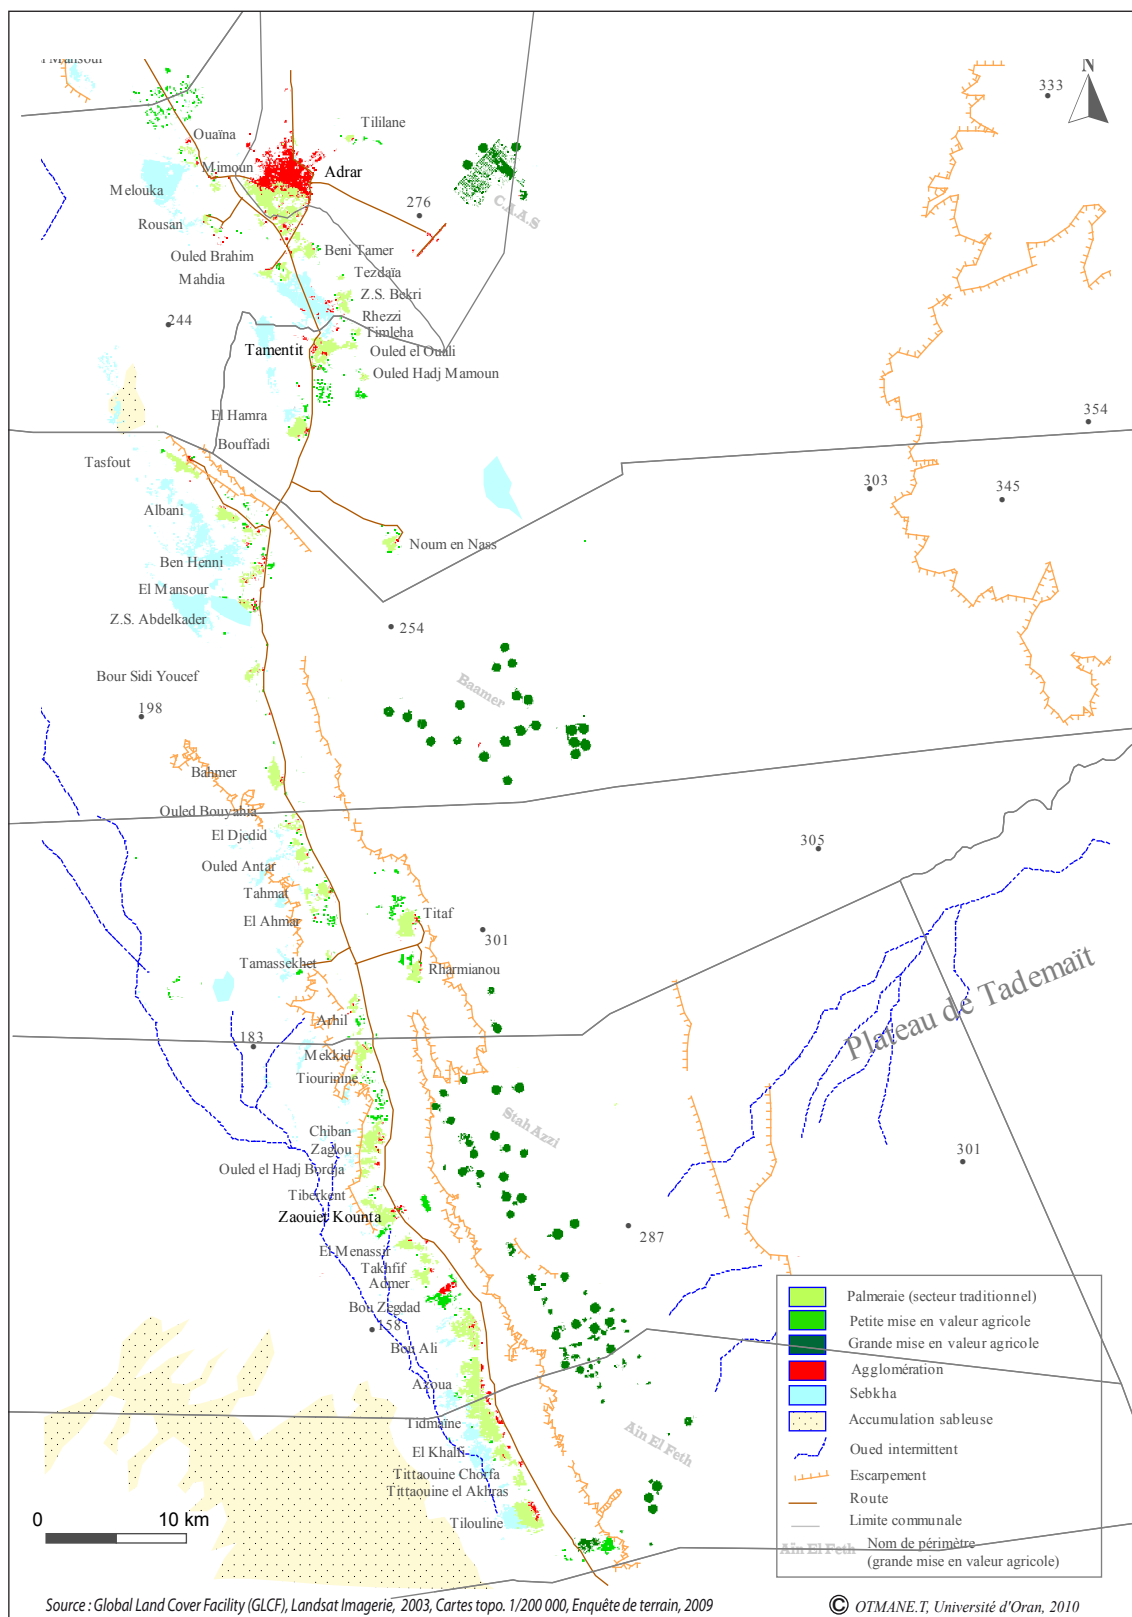 N
333
Tililane
Ouaïna
Mimoun
Adrar
Melouka
276
C.A.A.S
Rousan
Ouled Brahim
Beni Tamer
Mahdia
Tezdaïa
Z.S. Bekri
Rhezzi
244
Timleha
Tamentit
Ouled el Ouali
Ouled Hadj Mamoun
El Hamra
354
Bouffadi
Tasfout
303
345
Albani
Noum en Nass
Ben Henni
El Mansour
Z.S. Abdelkader
254
Bour Sidi Youcef
Baamer
198
Bahmer
Ouled Bouyahia
El Djedid
305
Ouled Antar
Tahmat
El Ahmar
Titaf
301
Tamassekhet
Rharmianou
Plateau de Tademaït
Arhil
183
Mekkid
Tiourinine
Stah Azzi
Chiban
Zaglou
Ouled el Hadj Bordja
301
Tiberkent
Zaouiet Kounta
287
El Menassir
Takhfif
Admer
Bou Zegdad
158
Bou Ali
Azoua
Tidmaïne
Aïn El Feth
El Khalfi
Tittaouine Chorfa
Tittaouine el Akhras
Tilouline
Palmeraie (secteur traditionnel)
Petite mise en valeur agricole
Grande mise en valeur agricole
Agglomération
Sebkha
Accumulation sableuse
Oued intermittent
Escarpement
Route
Limite communale
Aïn El Feth Nom de périmètre
(grande mise en valeur agricole)
0 10 km
Source : Global Land Cover Facility (GLCF), Landsat Imagerie, 2003, Cartes topo. 1/200 000, Enquête de terrain, 2009
© OTMANE.T, Université d'Oran, 2010